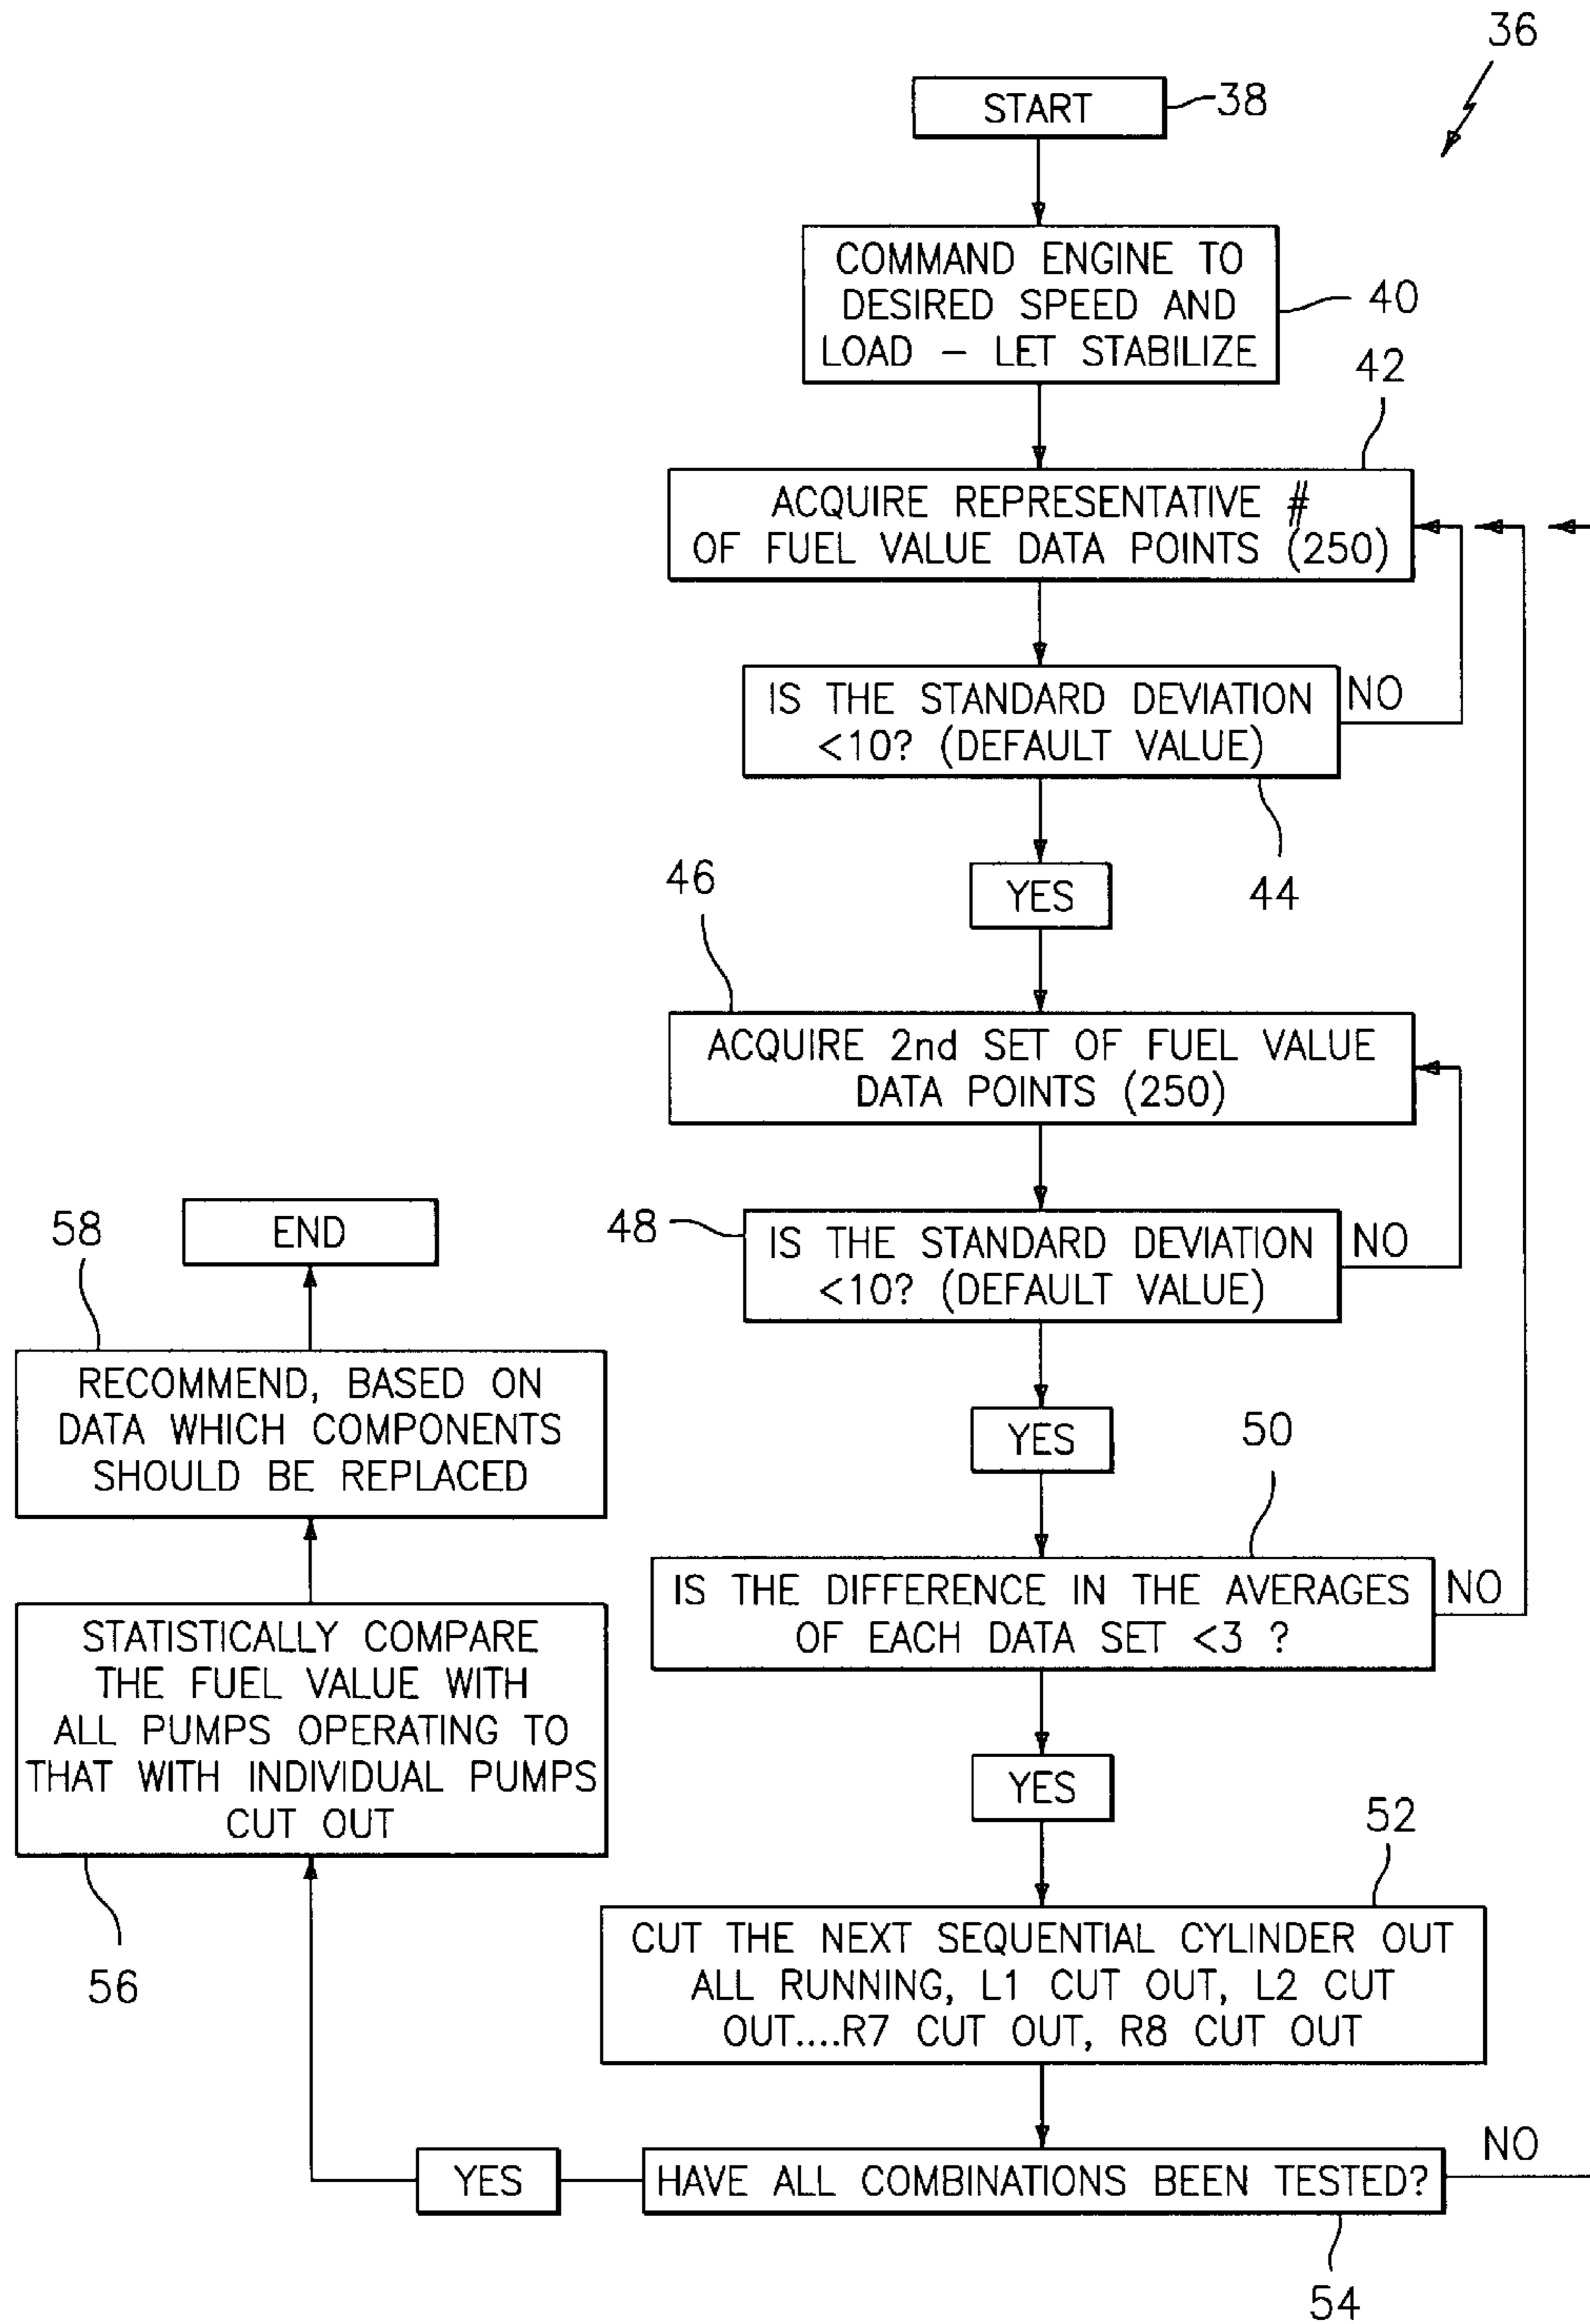 36
START
38
COMMAND ENGINE TO
DESIRED SPEED AND
LOAD – LET STABILIZE
40
42
ACQUIRE REPRESENTATIVE #
OF FUEL VALUE DATA POINTS (250)
IS THE STANDARD DEVIATION
<10? (DEFAULT VALUE)
NO
44
YES
46
ACQUIRE 2nd SET OF FUEL VALUE
DATA POINTS (250)
48
IS THE STANDARD DEVIATION
<10? (DEFAULT VALUE)
NO
YES
50
IS THE DIFFERENCE IN THE AVERAGES
OF EACH DATA SET <3 ?
NO
YES
52
CUT THE NEXT SEQUENTIAL CYLINDER OUT
ALL RUNNING, L1 CUT OUT, L2 CUT
OUT....R7 CUT OUT, R8 CUT OUT
HAVE ALL COMBINATIONS BEEN TESTED?
NO
54
YES
STATISTICALLY COMPARE
THE FUEL VALUE WITH
ALL PUMPS OPERATING TO
THAT WITH INDIVIDUAL PUMPS
CUT OUT
56
58
RECOMMEND, BASED ON
DATA WHICH COMPONENTS
SHOULD BE REPLACED
END